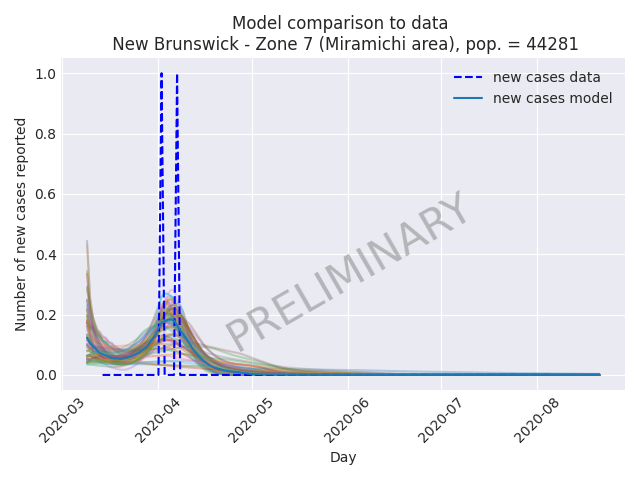 Model comparison to data
New Brunswick - Zone 7 (Miramichi area), pop. = 44281
new cases data
new cases model
Number of new cases reported
1.0
0.8
0.6
0.4
0.2
0.0
PRELIMINARY
2020-03
2020-04
2020-05
2020-06
2020-07
2020-08
Day